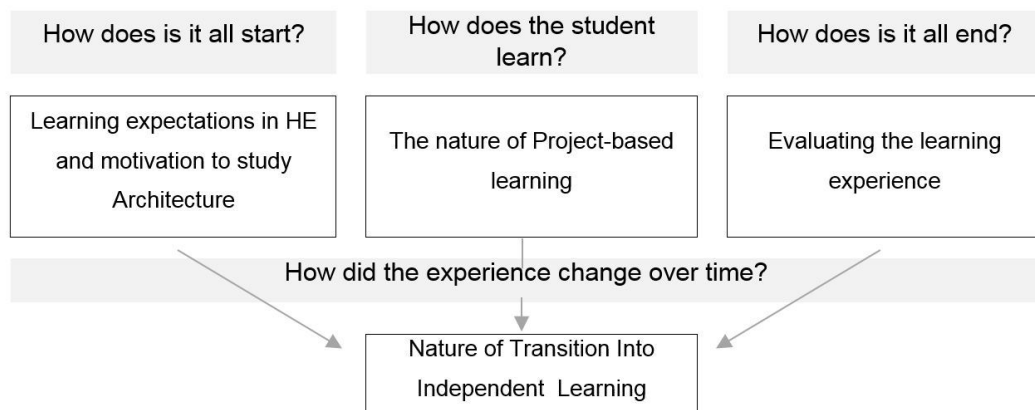 How does is it all start?
How does the student
learn?
How does is it all end?
Learning expectations in HE
and motivation to study
Architecture
The nature of Project-based
learning
Evaluating the learning
experience
How did the experience change over time?
Nature of Transition Into
Independent  Learning